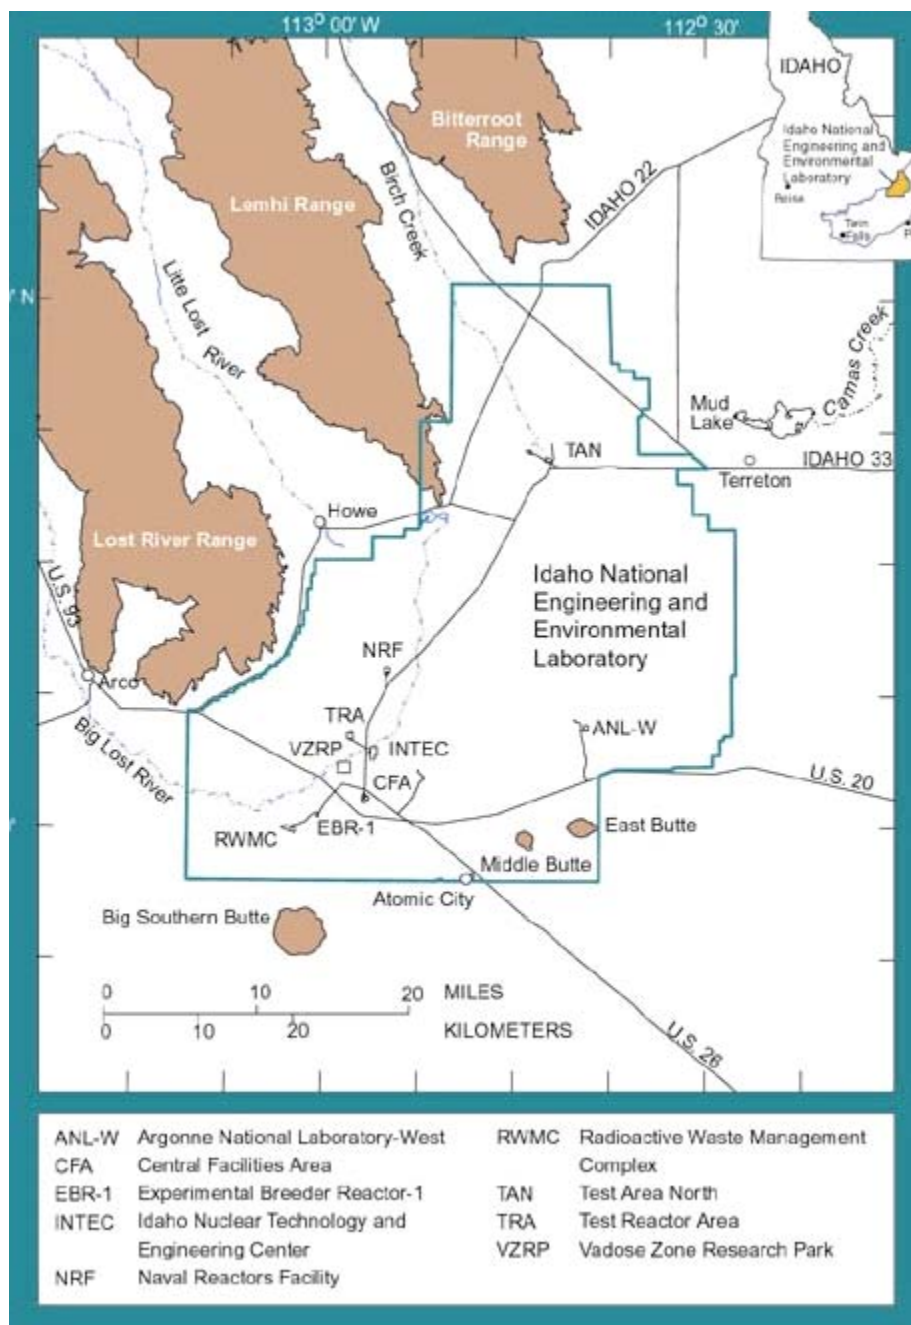 113° 00' W
112° 30'
IDAHO
Idaho National
Engineering and
Environmental
Laboratory
Boise
Twin
Falls
P
Bitterroot
Range
IDAHO 22
Birch Creek
Lemhi Range
Little Lost
River
' N
Camas Creek
Mud
Lake
TAN
IDAHO 33
Terreton
Howe
Lost River Range
U.S. 93
Idaho National
Engineering and
Environmental
Laboratory
NRF
Arco
TRA
ANL-W
VZRP
INTEC
Big Lost River
CFA
U.S. 20
EBR-1
RWMC
East Butte
Middle Butte
Atomic City
Big Southern Butte
0 10 20 MILES
0 10 20 KILOMETERS
U.S. 26
ANL-W Argonne National Laboratory-West
CFA Central Facilities Area
EBR-1 Experimental Breeder Reactor-1
INTEC Idaho Nuclear Technology and
Engineering Center
NRF Naval Reactors Facility
RWMC Radioactive Waste Management
Complex
TAN Test Area North
TRA Test Reactor Area
VZRP Vadose Zone Research Park